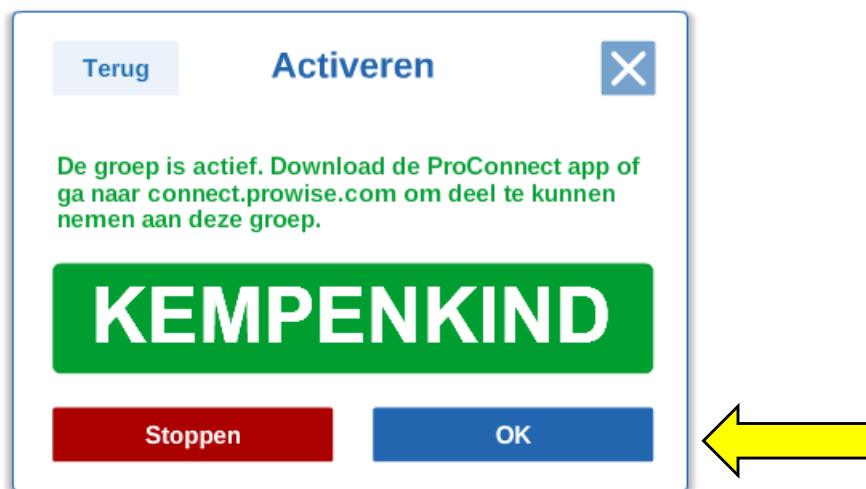 Terug
Activeren
De groep is actief. Download de ProConnect app of
ga naar connect.prowise.com om deel te kunnen
nemen aan deze groep.
KEMPENKIND
Stoppen
OK